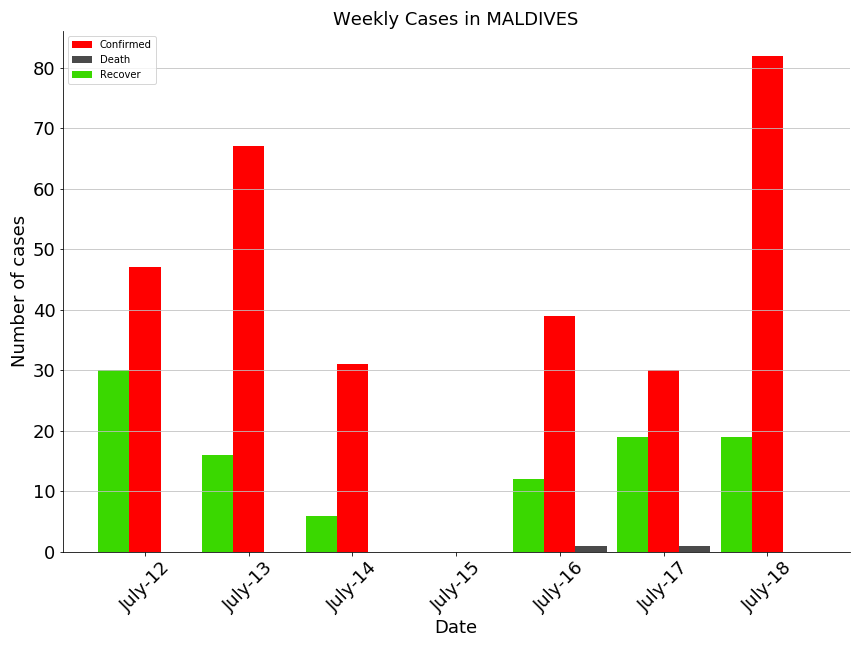 Weekly Cases in MALDIVES
Confirmed
Death
Recover
Number of cases
80
70
60
50
40
30
20
10
0
July-12
July-13
July-14
July-15
July-16
July-17
July-18
Date